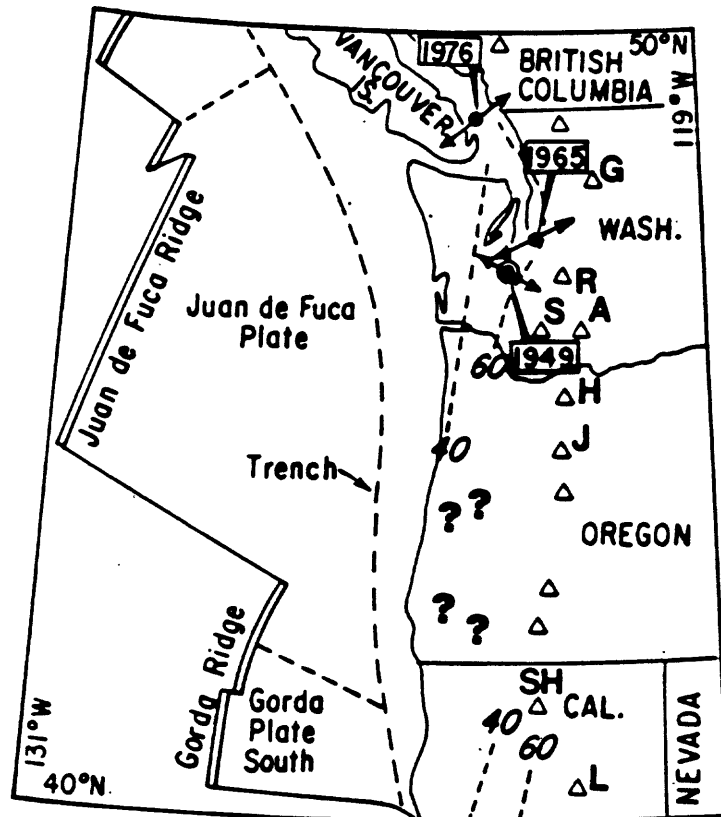 1976
50°N
BRITISH
COLUMBIA
119°W
VANCOUVER
IS.
1965
G
WASH.
Juan de Fuca Ridge
Juan de Fuca
Plate
R
S A
1949
60
H
40
J
Trench
? ?
OREGON
? ?
Gorda Ridge
Gorda
Plate
South
SH
CAL.
40
60
L
NEVADA
131°W
40°N